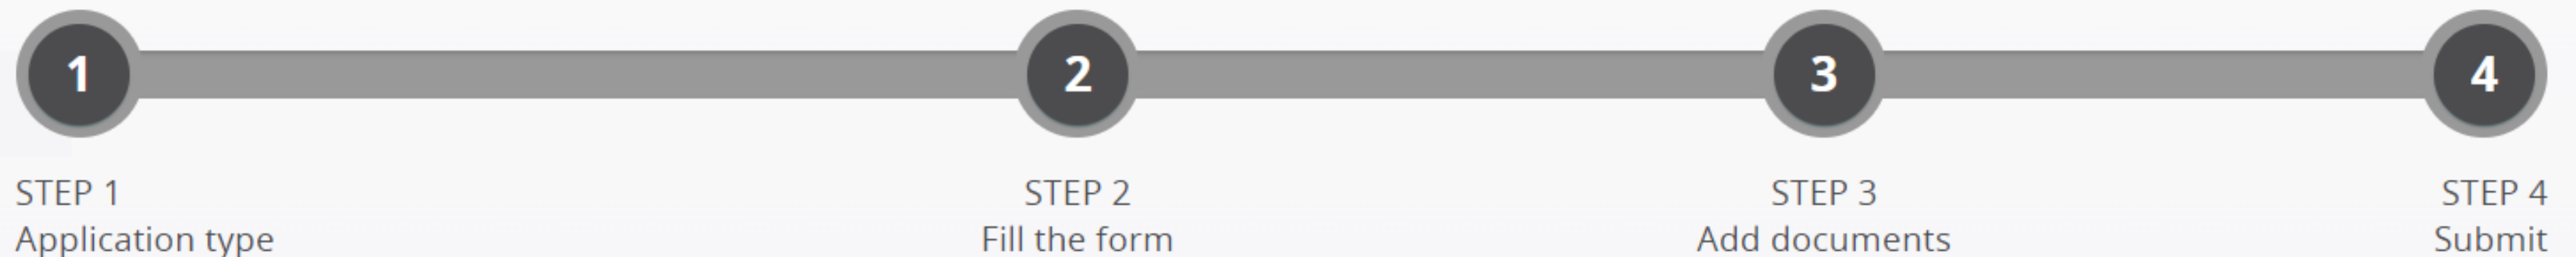 1 2 3 4
STEP 1 STEP 2 STEP 3 STEP 4
Application type Fill the form Add documents Submit